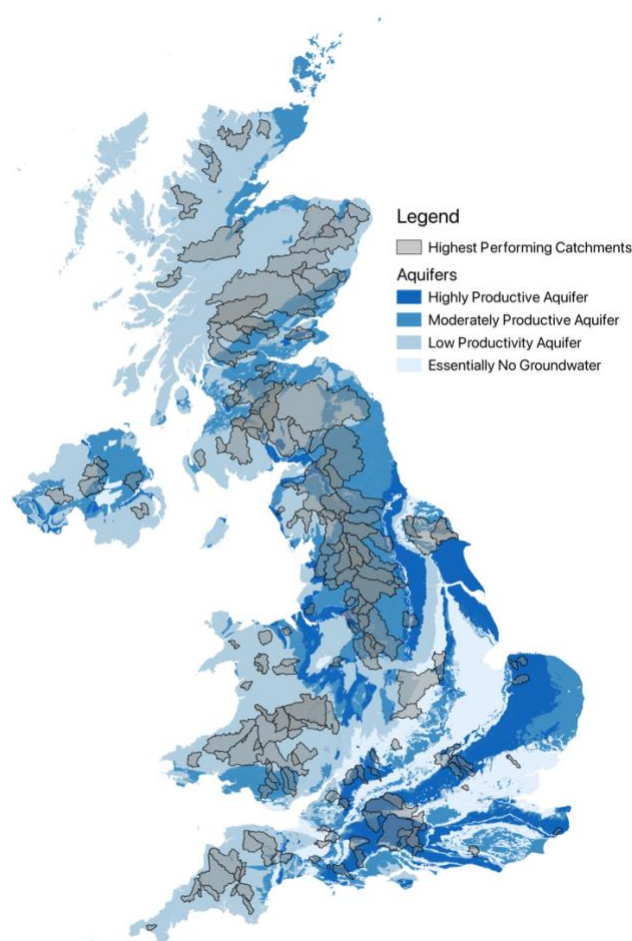 Legend
Highest Performing Catchments
Aquifers
Highly Productive Aquifer
Moderately Productive Aquifer
Low Productivity Aquifer
Essentially No Groundwater